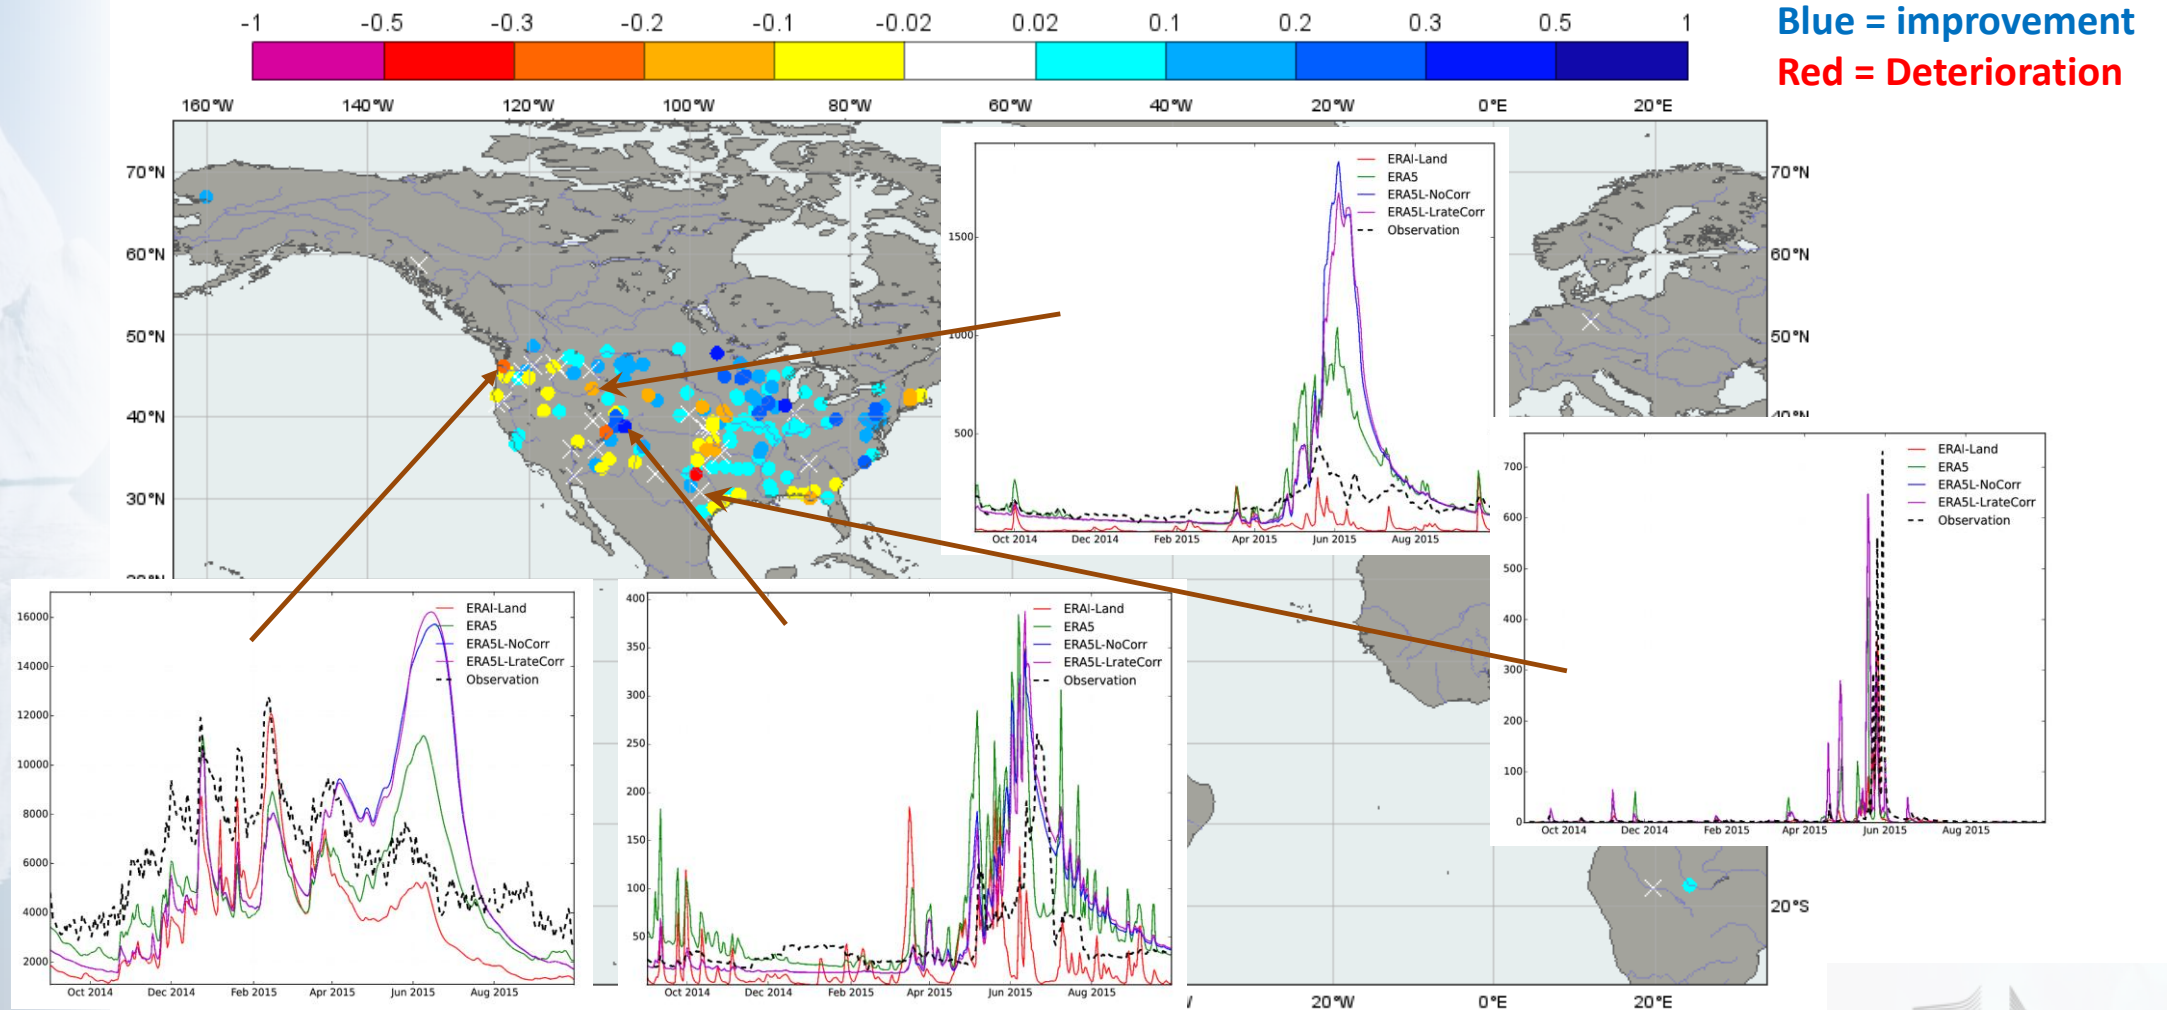 -1 -0.5 -0.3 -0.2 -0.1 -0.02 0.02 0.1 0.2 0.3 0.5 1
Blue = improvement
Red = Deterioration
160°W 140°W 120°W 100°W 80°W 60°W 40°W 20°W 0°E 20°E
70°N 70°N
60°N 60°N
50°N 50°N
40°N 40°N
30°N
20°S
20°W 0°E 20°E
ERAI-Land
ERA5
ERA5L-NoCorr
ERA5L-LrateCorr
Observation
1500
1000
500
Oct 2014 Dec 2014 Feb 2015 Apr 2015 Jun 2015 Aug 2015
ERAI-Land
ERA5
ERA5L-NoCorr
ERA5L-LrateCorr
Observation
700
600
500
400
300
200
100
0
Oct 2014 Dec 2014 Feb 2015 Apr 2015 Jun 2015 Aug 2015
ERAI-Land
ERA5
ERA5L-NoCorr
ERA5L-LrateCorr
Observation
16000
14000
12000
10000
8000
6000
4000
2000
Oct 2014 Dec 2014 Feb 2015 Apr 2015 Jun 2015 Aug 2015
ERAI-Land
ERA5
ERA5L-NoCorr
ERA5L-LrateCorr
Observation
400
350
300
250
200
150
100
50
Oct 2014 Dec 2014 Feb 2015 Apr 2015 Jun 2015 Aug 2015